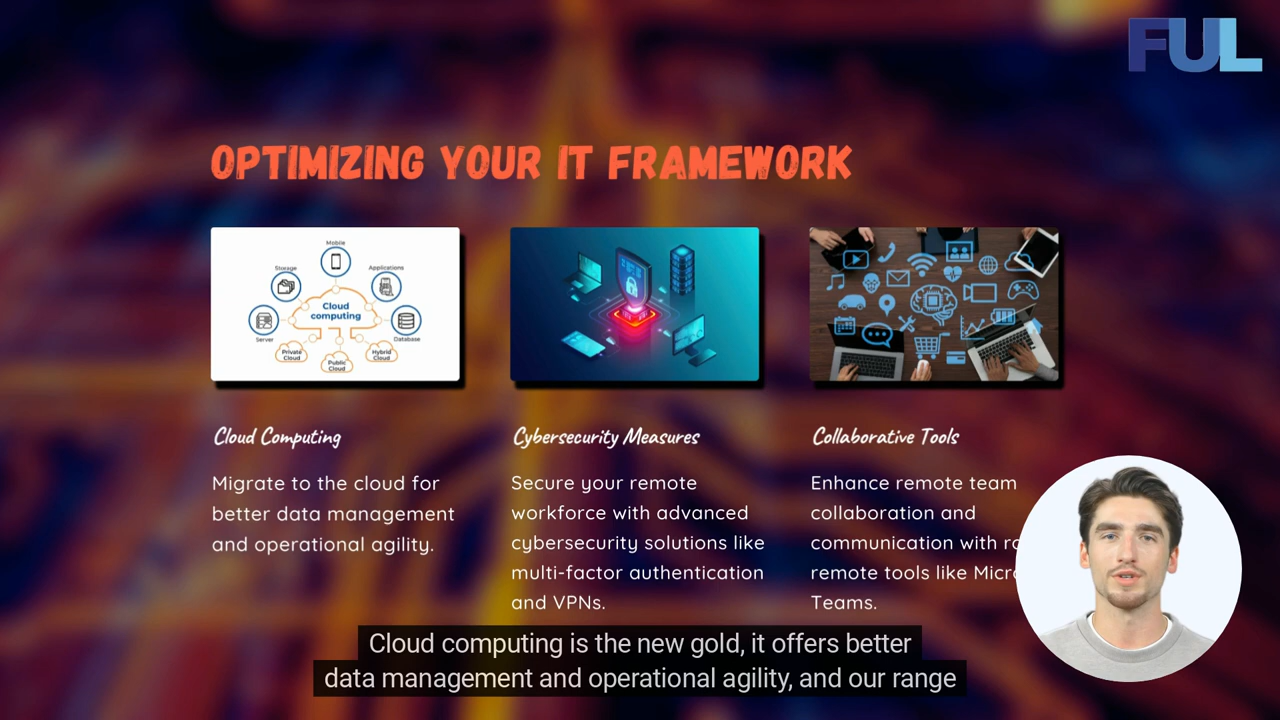 FUL
OPTIMIZING YOUR IT FRAMEWORK
Mobile
Storage
Applications
Cloud
computing
Server
Database
Private
Cloud
Public
Cloud
Hybrid
Cloud
Cloud Computing
Migrate to the cloud for
better data management
and operational agility.
Cybersecurity Measures
Secure your remote
workforce with advanced
cybersecurity solutions like
multi-factor authentication
and VPNs.
Collaborative Tools
Enhance remote team
collaboration and
communication with
remote tools like
Teams.
Cloud computing is the new gold, it offers better
data management and operational agility, and our range